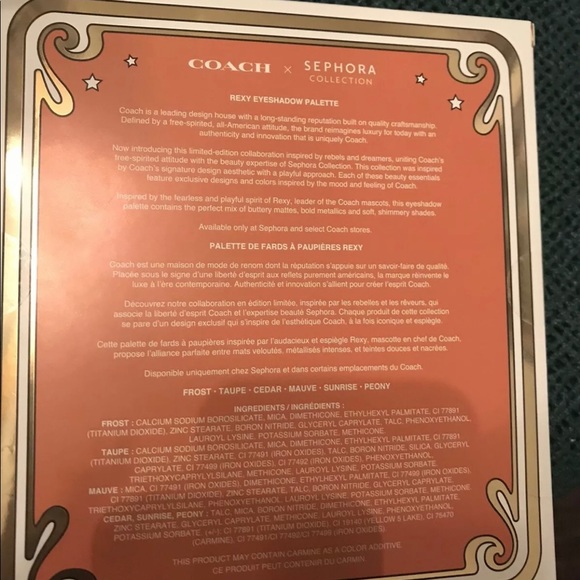 COACH × SEPHORA
COLLECTION
REXY EYESHADOW PALETTE
Coach is a leading design house with a long-standing reputation built on quality craftsmanship.
Defined by a free-spirited, all-American attitude, the brand reimagines luxury for today with an
authenticity and innovation that is uniquely Coach.
Now introducing this limited-edition collaboration inspired by rebels and dreamers, uniting Coach's
free-spirited attitude with the beauty expertise of Sephora Collection. This collection was inspired
by Coach's signature design aesthetic with a playful approach. Each of these beauty essentials
feature exclusive designs and colors inspired by the mood and feeling of Coach.
Inspired by the fearless and playful spirit of Rexy, leader of the Coach mascots, this eyeshadow
palette contains the perfect mix of buttery mattes, bold metallics and soft, shimmery shades.
Available only at Sephora and select Coach stores.
PALETTE DE FARDS À PAUPIÈRES REXY
Coach est une maison de mode de renom dont la réputation s'appuie sur un savoir-faire de qualité.
Placée sous le signe d'une liberté d'esprit aux reflets purement américains, la marque réinvente le
luxe à l'ère contemporaine. Authenticité et innovation s'allient pour créer l'esprit Coach.
Découvrez notre collaboration en édition limitée, inspirée par les rebelles et les rêveurs, qui
associe la liberté d'esprit Coach et l'expertise beauté Sephora. Chaque produit de cette collection
se pare d'un design exclusif qui s'inspire de l'esthétique Coach, à la fois iconique et espiègle.
Cette palette de fards à paupières inspirée par l'audacieux et espiègle Rexy, mascotte en chef de Coach,
propose l'alliance parfaite entre mats veloutés, métallisés intenses, et teintes douces et nacrées.
Disponible uniquement chez Sephora et dans certains emplacements du Coach.
FROST • TAUPE • CEDAR • MAUVE • SUNRISE • PEONY
INGREDIENTS / INGRÉDIENTS :
FROST : CALCIUM SODIUM BOROSILICATE, MICA, DIMETHICONE, ETHYLHEXYL PALMITATE, CI 77891
(TITANIUM DIOXIDE), ZINC STEARATE, BORON NITRIDE, GLYCERYL CAPRYLATE, TALC, PHENOXYETHANOL,
LAUROYL LYSINE, POTASSIUM SORBATE, METHICONE.
TAUPE : CALCIUM SODIUM BOROSILICATE, MICA, DIMETHICONE, ETHYLHEXYL PALMITATE, CI 77891
(TITANIUM DIOXIDE), ZINC STEARATE, CI 77491 (IRON OXIDES), TALC, BORON NITRIDE, SILICA, GLYCERYL
CAPRYLATE, CI 77499 (IRON OXIDES), CI 77492 (IRON OXIDES), PHENOXYETHANOL,
TRIETHOXYCAPRYLYLSILANE, METHICONE, LAUROYL LYSINE, POTASSIUM SORBATE.
MAUVE : MICA, CI 77491 (IRON OXIDES), DIMETHICONE, ETHYLHEXYL PALMITATE, CI 77499 (IRON OXIDES),
CI 77891 (TITANIUM DIOXIDE), ZINC STEARATE, TALC, BORON NITRIDE, GLYCERYL CAPRYLATE,
TRIETHOXYCAPRYLYLSILANE, PHENOXYETHANOL, LAUROYL LYSINE, POTASSIUM SORBATE, METHICONE.
CEDAR, SUNRISE, PEONY : TALC, MICA, BORON NITRIDE, DIMETHICONE, ETHYLHEXYL PALMITATE,
ZINC STEARATE, GLYCERYL CAPRYLATE, METHICONE, LAUROYL LYSINE, PHENOXYETHANOL,
POTASSIUM SORBATE, (+/-): CI 77891 (TITANIUM DIOXIDE), CI 19140 (YELLOW 5 LAKE), CI 75470
(CARMINE), CI 77491/CI 77492/CI 77499 (IRON OXIDES).
THIS PRODUCT MAY CONTAIN CARMINE AS A COLOR ADDITIVE.
CE PRODUIT PEUT CONTENIR DU CARMIN.